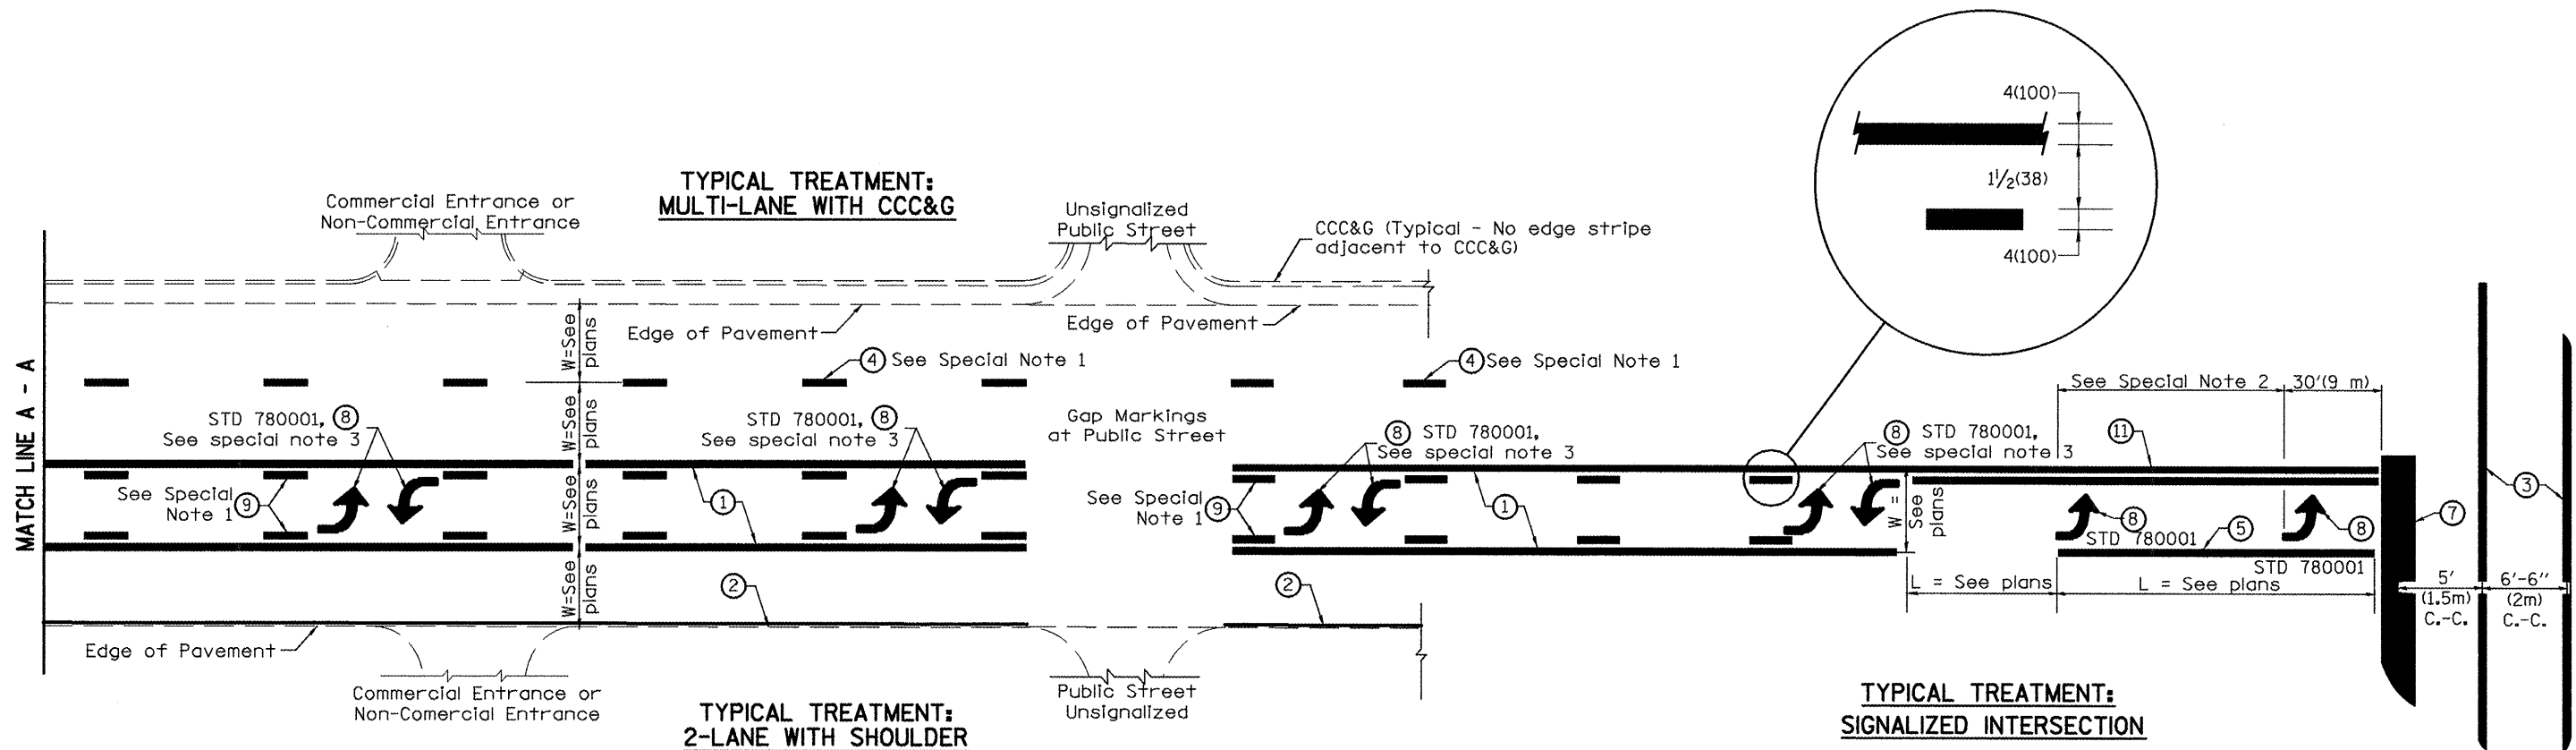 TYPICAL TREATMENT:
MULTI-LANE WITH CCC&G
Commercial Entrance or
Non-Commercial Entrance
Unsignalized
Public Street
CCC&G (Typical - No edge stripe
adjacent to CCC&G)
4(100)
1 1/2(38)
4(100)
MATCH LINE A - A
W=See
plans
Edge of Pavement
Edge of Pavement
4 See Special Note 1
4 See Special Note 1
See Special Note 2
30'(9 m)
STD 780001, 8
See special note 3
W=See
plans
STD 780001, 8
See special note 3
Gap Markings
at Public Street
8 STD 780001,
See special note 3
8 STD 780001,
See special note 3
11
See Special
Note 1
9
W=See
plans
1
See Special
Note 1
9
1
W =
See
plans
8
STD 780001
5
8
7
3
STD 780001
W=See
plans
2
2
L = See plans
L = See plans
5'
(1.5m)
C.-C.
6'-6"
(2m)
C.-C.
Edge of Pavement
Commercial Entrance or
Non-Comercial Entrance
Public Street
Unsignalized
TYPICAL TREATMENT:
2-LANE WITH SHOULDER
TYPICAL TREATMENT:
SIGNALIZED INTERSECTION